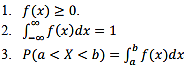 1. f(x) ≥ 0.
2. ∫_{-∞}^{∞} f(x)dx = 1
3. P(a < X < b) = ∫_a^b f(x)dx